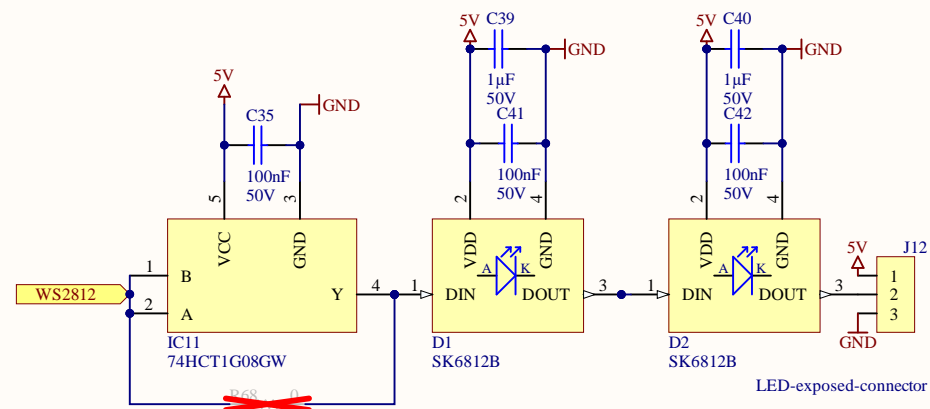 5V
C39
GND
1µF
50V
C41
100nF
50V
5V
C40
GND
1µF
50V
C42
100nF
50V
5V
C35
GND
100nF
50V
5
3
VCC
GND
1
B
2
A
Y
4
WS2812
IC11
74HCT1G08GW
2
4
VDD
GND
A
K
1
DIN
DOUT
3
D1
SK6812B
2
4
VDD
GND
A
K
1
DIN
DOUT
3
D2
SK6812B
5V
J12
1
2
3
GND
R68
0
LED-exposed-connector